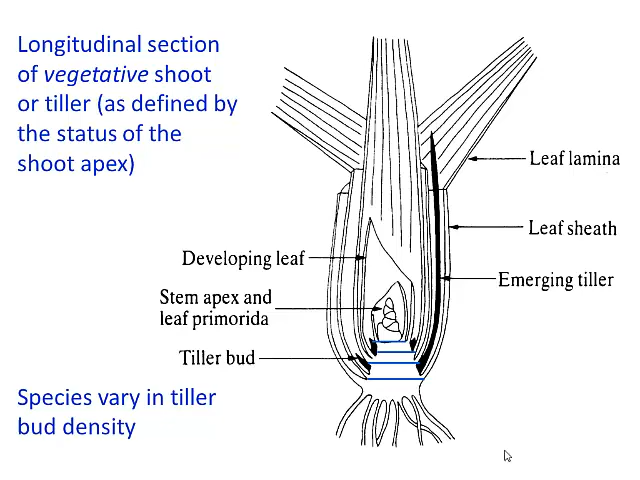 Longitudinal section
of vegetative shoot
or tiller (as defined by
the status of the
shoot apex)
Leaf lamina
Leaf sheath
Developing leaf
Emerging tiller
Stem apex and
leaf primorida
Tiller bud
Species vary in tiller
bud density